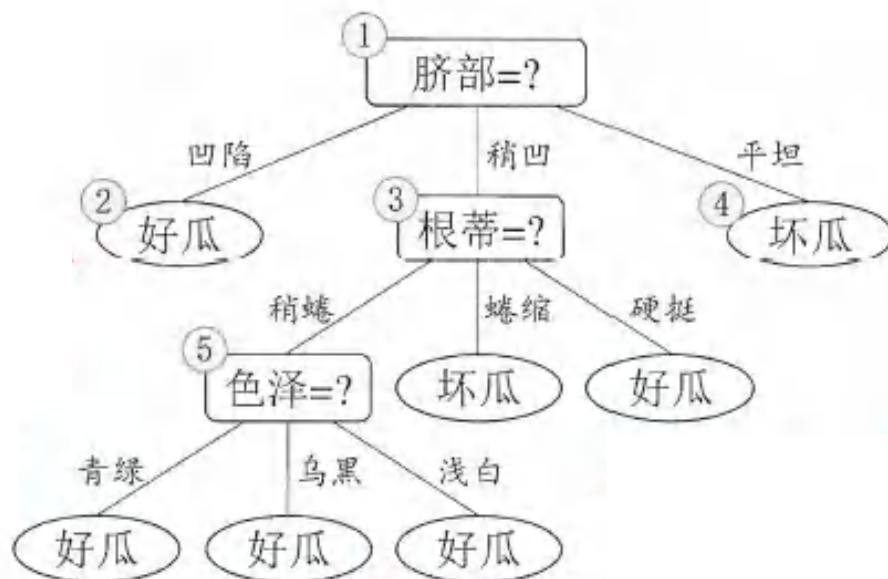 ① 脐部=?
凹陷 稍凹 平坦
② 好瓜 ③ 根蒂=? ④ 坏瓜
稍蜷 蜷缩 硬挺
⑤ 色泽=? 坏瓜 好瓜
青绿 乌黑 浅白
好瓜 好瓜 好瓜